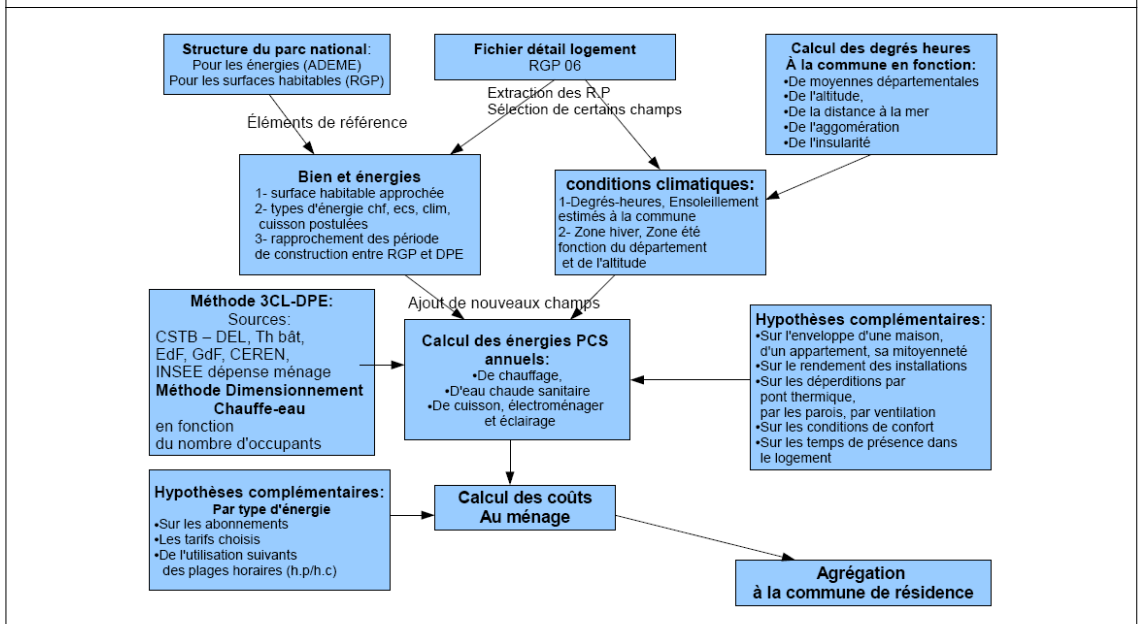 Structure du parc national:
Pour les énergies (ADEME)
Pour les surfaces habitables (RGP)
Fichier détail logement
RGP 06
Calcul des degrés heures
À la commune en fonction:
•De moyennes départementales
•De l'altitude,
•De la distance à la mer
•De l'aggomération
•De l'insularité
Extraction des R.P
Sélection de certains champs
Éléments de référence
Bien et énergies
1- surface habitable approchée
2- types d'énergie chf, ecs, clim,
cuisson postulées
3- rapprochement des période
de construction entre RGP et DPE
conditions climatiques:
1-Degrés-heures, Ensoleillement
estimés à la commune
2- Zone hiver, Zone été
fonction du département
et de l'altitude
Ajout de nouveaux champs
Méthode 3CL-DPE:
Sources:
CSTB – DEL, Th bât,
EdF, GdF, CEREN,
INSEE dépense ménage
Méthode Dimensionnement
Chauffe-eau
en fonction
du nombre d'occupants
Calcul des énergies PCS
annuels:
•De chauffage,
•D'eau chaude sanitaire
•De cuisson, électroménager
et éclairage
Hypothèses complémentaires:
•Sur l'enveloppe d'une maison,
d'un appartement, sa mitoyenneté
•Sur le rendement des installations
•Sur les déperditions par
pont thermique,
par les parois, par ventilation
•Sur les conditions de confort
•Sur les temps de présence dans
le logement
Hypothèses complémentaires:
Par type d'énergie
•Sur les abonnements
•Les tarifs choisis
•De l'utilisation suivants
des plages horaires (h.p/h.c)
Calcul des coûts
Au ménage
Agrégation
à la commune de résidence